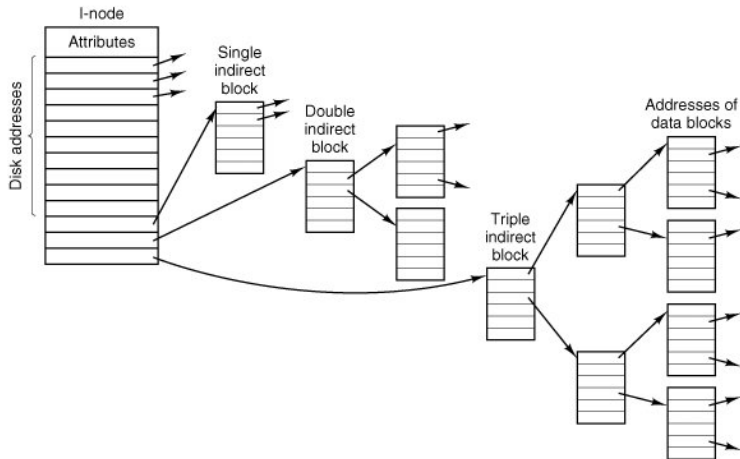 I-node
Attributes
Disk addresses
Single
indirect
block
Double
indirect
block
Triple
indirect
block
Addresses of
data blocks